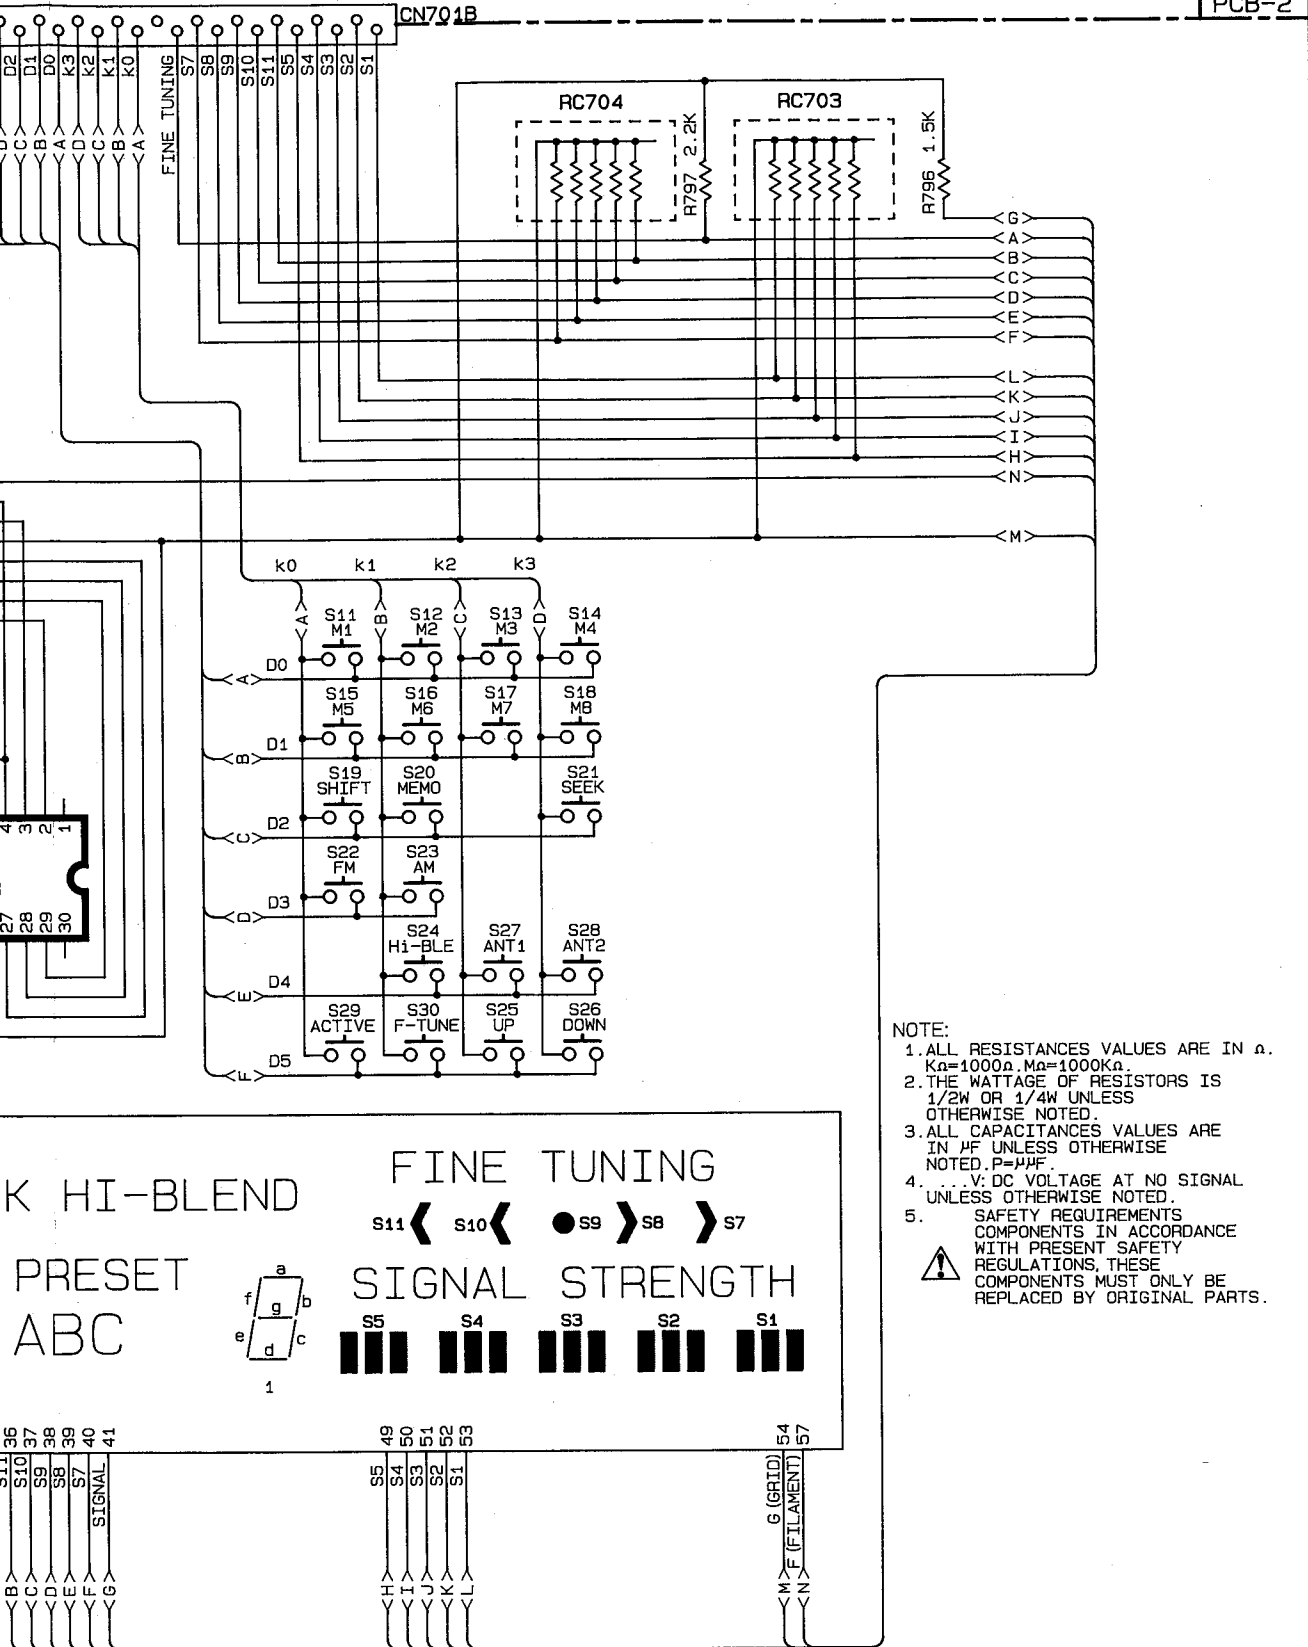 CN701B
PCB-2
D2
D1
D0
k3
k2
k1
k0
FINE TUNING
S7
S8
S9
S10
S11
S5
S4
S3
S2
S1
D
C
B
A
D
C
B
A
RC704
R797 2.2K
RC703
R796 1.5K
G
A
B
C
D
E
F
L
K
J
I
H
N
M
k0 k1 k2 k3
A B C D
S11 S12 S13 S14
M1 M2 M3 M4
D0
A
S15 S16 S17 S18
M5 M6 M7 M8
D1
B
S19 S20 S21
SHIFT MEMO SEEK
D2
C
S22 S23
FM AM
D3
D
S24 S27 S28
Hi-BLE ANT1 ANT2
D4
E
S29 S30 S25 S26
ACTIVE F-TUNE UP DOWN
D5
F
4 3 2 1
27 28 29 30
NOTE:
1.ALL RESISTANCES VALUES ARE IN Ω.
KΩ=1000Ω.MΩ=1000KΩ.
2.THE WATTAGE OF RESISTORS IS
1/2W OR 1/4W UNLESS
OTHERWISE NOTED.
3.ALL CAPACITANCES VALUES ARE
IN µF UNLESS OTHERWISE
NOTED.P=µµF.
4. ...V: DC VOLTAGE AT NO SIGNAL
UNLESS OTHERWISE NOTED.
5. SAFETY REQUIREMENTS
COMPONENTS IN ACCORDANCE
WITH PRESENT SAFETY
REGULATIONS, THESE
COMPONENTS MUST ONLY BE
REPLACED BY ORIGINAL PARTS.
K HI-BLEND
FINE TUNING
S11 S10 S9 S8 S7
PRESET
SIGNAL STRENGTH
ABC
a
f b
g
e c
d
1
S5 S4 S3 S2 S1
36 37 38 39 40 41
S11 S10 S9 S8 S7 SIGNAL
B C D E F G
49 50 51 52 53
S5 S4 S3 S2 S1
H I J K L
54 57
G (GRID)
F (FILAMENT)
M N